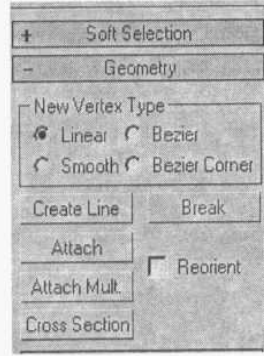 + Soft Selection
- Geometry
New Vertex Type
Linear Bezier
Smooth Bezier Corner
Create Line Break
Attach
Reorient
Attach Mult.
Cross Section